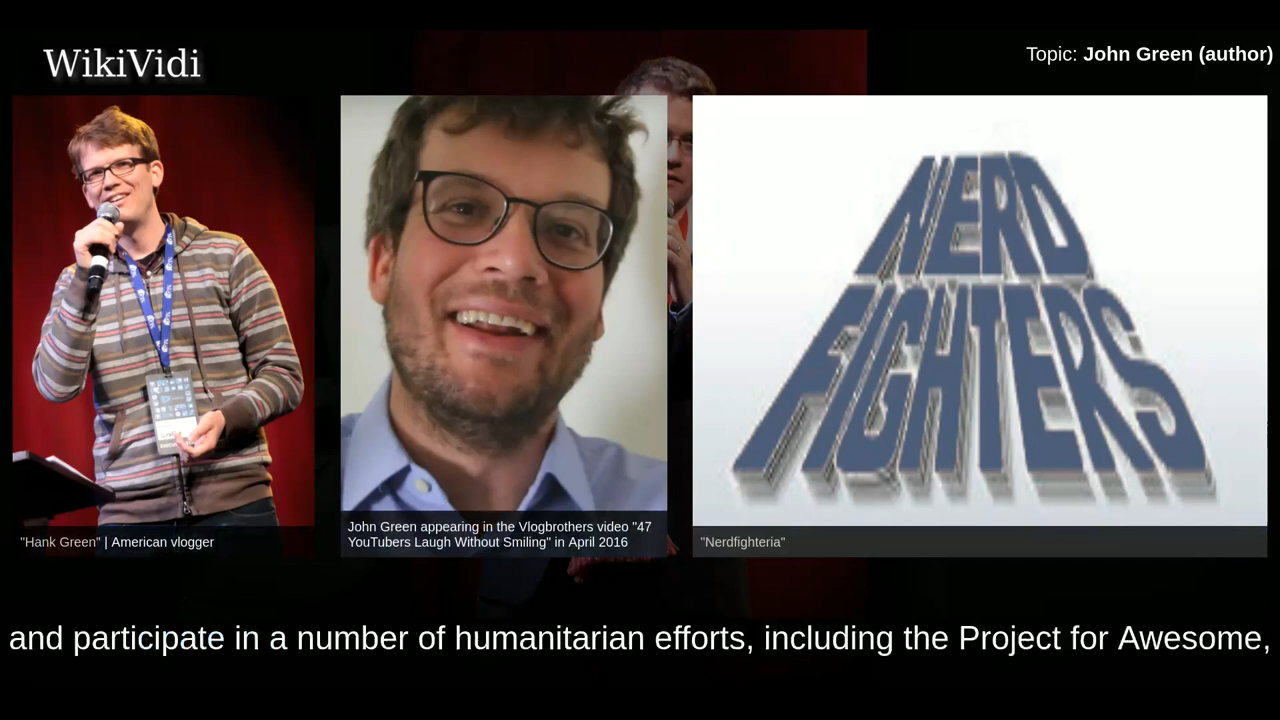 WikiVidi
Topic: John Green (author)
NERD
FIGHTERS
"Hank Green" | American vlogger
John Green appearing in the Vlogbrothers video "47
YouTubers Laugh Without Smiling" in April 2016
"Nerdfighteria"
and participate in a number of humanitarian efforts, including the Project for Awesome,